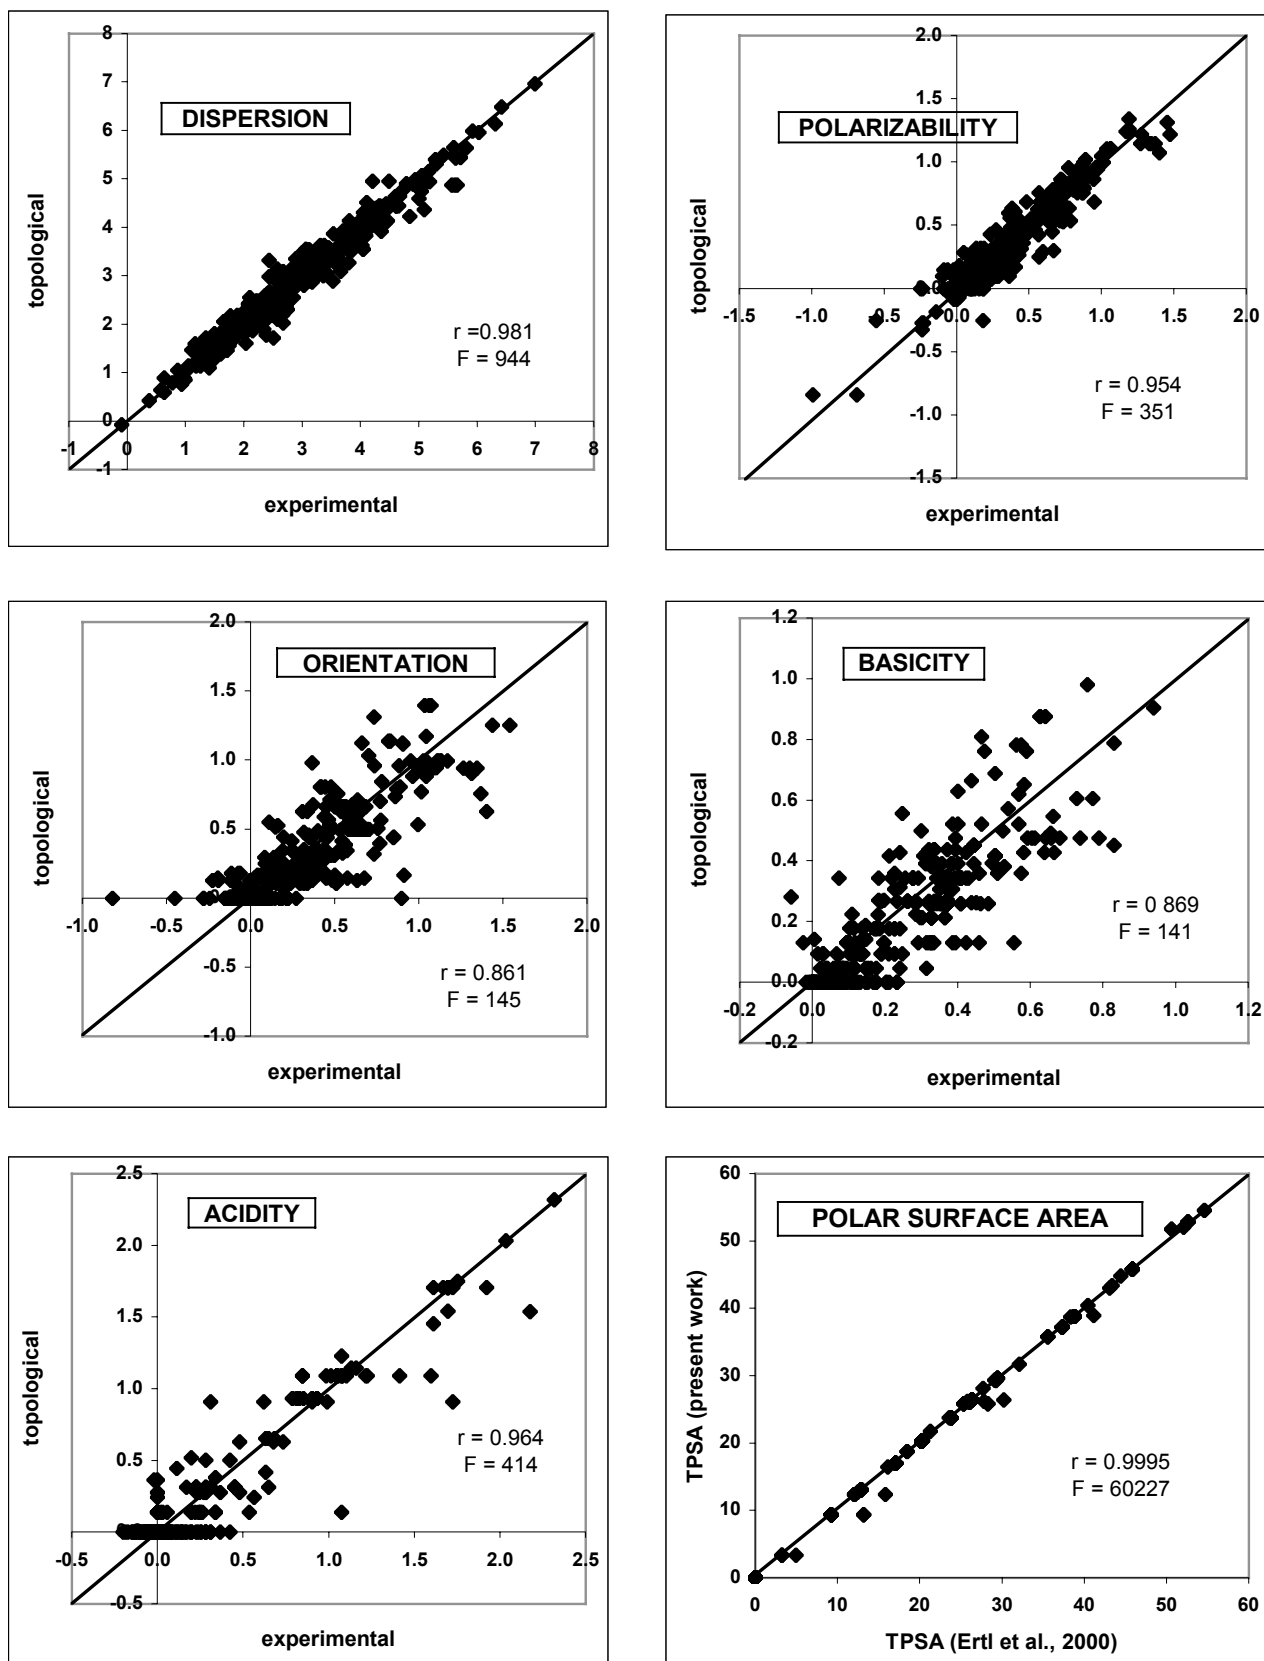 8
7
6
5
4
3
2
1
0
-1
-1 0 1 2 3 4 5 6 7 8
DISPERSION
topological
experimental
r =0.981
F = 944
2.0
1.5
1.0
0.5
0.0
-0.5
-1.0
-1.5
-1.5 -1.0 -0.5 0.0 0.5 1.0 1.5 2.0
POLARIZABILITY
topological
experimental
r = 0.954
F = 351
2.0
1.5
1.0
0.5
0.0
-0.5
-1.0
-1.0 -0.5 0.0 0.5 1.0 1.5 2.0
ORIENTATION
topological
experimental
r = 0.861
F = 145
1.2
1.0
0.8
0.6
0.4
0.2
0.0
-0.2
-0.2 0.0 0.2 0.4 0.6 0.8 1.0 1.2
BASICITY
topological
experimental
r = 0 869
F = 141
2.5
2.0
1.5
1.0
0.5
0.0
-0.5
-0.5 0.0 0.5 1.0 1.5 2.0 2.5
ACIDITY
topological
experimental
r = 0.964
F = 414
60
50
40
30
20
10
0
0 10 20 30 40 50 60
POLAR SURFACE AREA
TPSA (present work)
TPSA (Ertl et al., 2000)
r = 0.9995
F = 60227